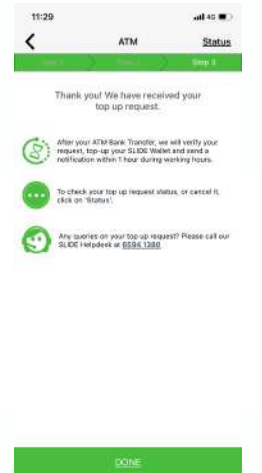 11:29
4G
ATM
Status
Step 3
Thank you! We have received your
top up request.
After your ATM Bank Transfer, we will verify your
request, top-up your SLIDE Wallet and send a
notification within 1 hour during working hours.
To check your top up request status, or cancel it,
click on 'Status'.
Any queries on your top up request? Please call our
SLIDE Helpdesk at 6594 1388
DONE